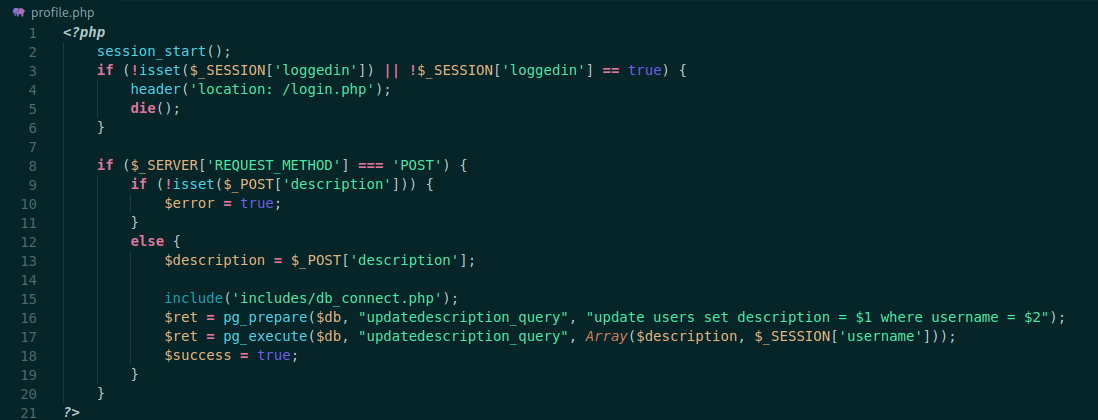 profile.php
1 <?php
2 session_start();
3 if (!isset($_SESSION['loggedin']) || !$_SESSION['loggedin'] == true) {
4 header('location: /login.php');
5 die();
6 }
7
8 if ($_SERVER['REQUEST_METHOD'] === 'POST') {
9 if (!isset($_POST['description'])) {
10 $error = true;
11 }
12 else {
13 $description = $_POST['description'];
14
15 include('includes/db_connect.php');
16 $ret = pg_prepare($db, "updatedescription_query", "update users set description = $1 where username = $2");
17 $ret = pg_execute($db, "updatedescription_query", Array($description, $_SESSION['username']));
18 $success = true;
19 }
20 }
21 ?>